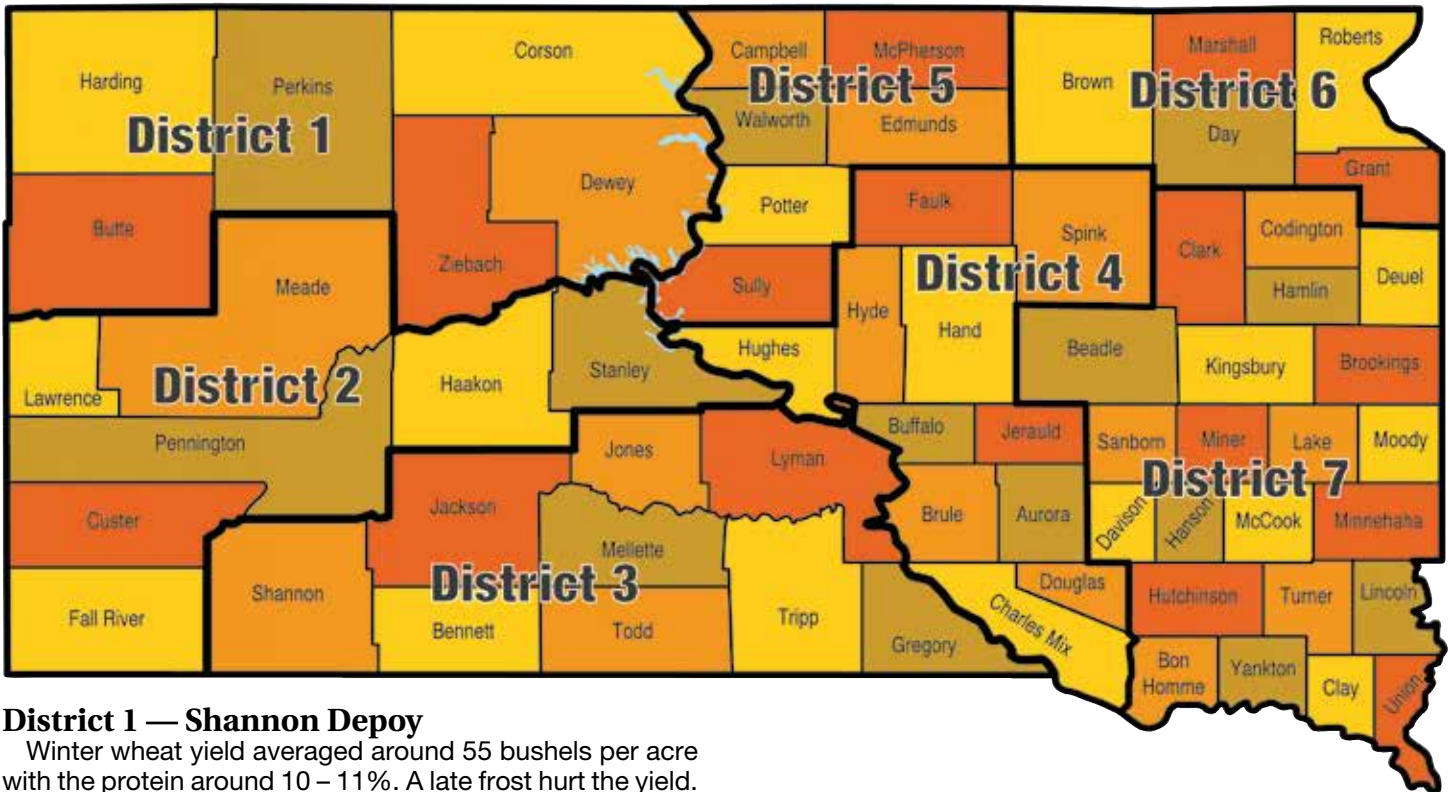 Harding
Perkins
Corson
Campbell
McPherson
Brown
Marshall
Roberts
District 1
District 5
District 6
Walworth
Edmunds
Day
Butte
Ziebach
Dewey
Potter
Faulk
Spink
Grant
Clark
Codington
Hamlin
Deuel
Meade
Sully
Hyde
Hand
District 4
Lawrence
District 2
Haakon
Stanley
Hughes
Beadle
Kingsbury
Brookings
Pennington
Buffalo
Jerauld
Sanborn
Miner
Lake
Moody
Custer
Jackson
Jones
Lyman
Brule
Aurora
District 7
Davison
Hanson
McCook
Minnehaha
Fall River
Shannon
District 3
Mellette
Bennett
Todd
Tripp
Gregory
Charles Mix
Douglas
Hutchinson
Turner
Lincoln
Bon
Homme
Yankton
Clay
Union
District 1 — Shannon Depoy
Winter wheat yield averaged around 55 bushels per acre
with the protein around 10 – 11%. A late frost hurt the yield.